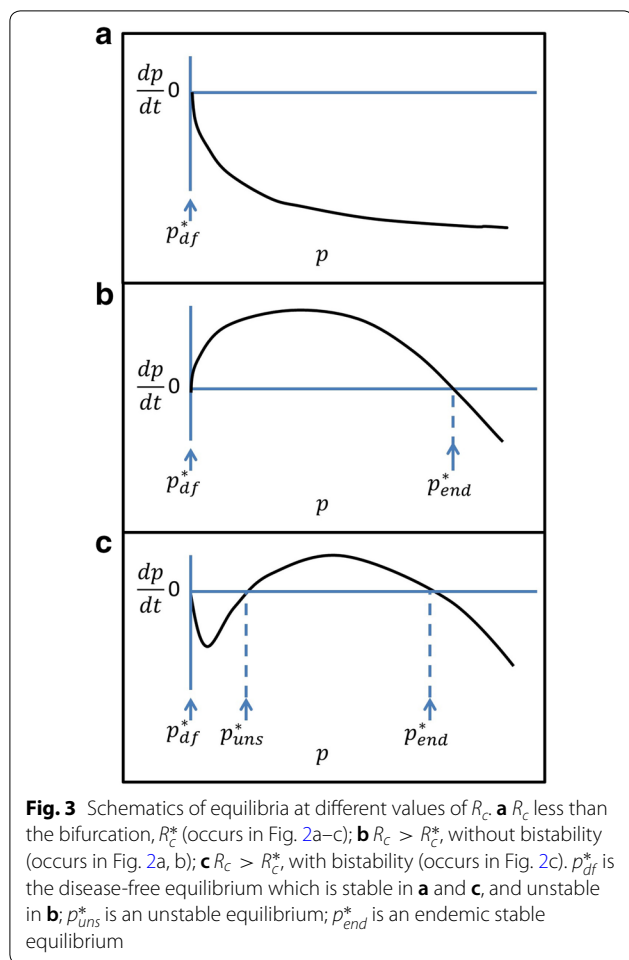 a
dp/dt 0
p*df
p
b
dp/dt 0
p*df
p*end
p
c
dp/dt 0
p*df
p*uns
p*end
p
Fig. 3 Schematics of equilibria at different values of Rc. a Rc less than
the bifurcation, R*c (occurs in Fig. 2a–c); b Rc > R*c, without bistability
(occurs in Fig. 2a, b); c Rc > R*c, with bistability (occurs in Fig. 2c). p*df is
the disease-free equilibrium which is stable in a and c, and unstable
in b; p*uns is an unstable equilibrium; p*end is an endemic stable
equilibrium